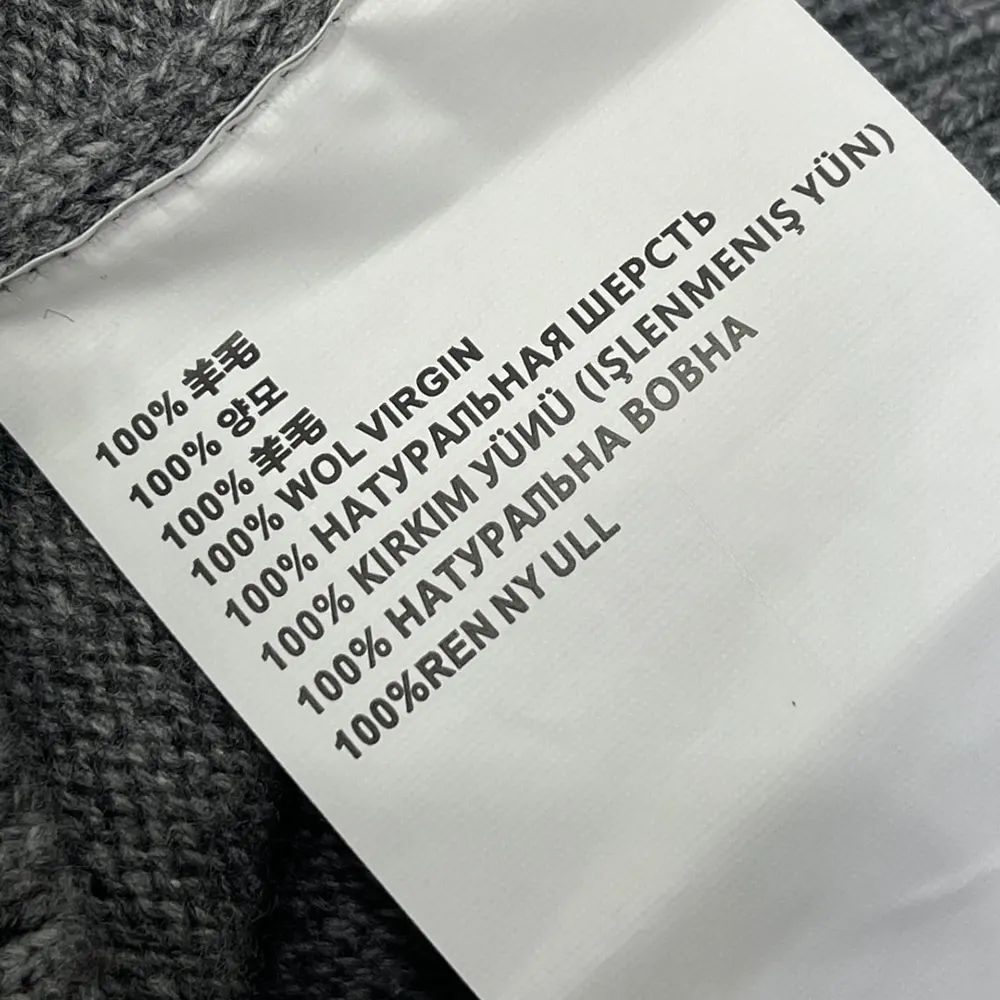 100% 羊毛
100% 양모
100% 羊毛
100% WOL VIRGIN
100% НАТУРАЛЬНАЯ ШЕРСТЬ
100% KIRKIM УÜИÜ (IŞLENMENIŞ YÜN)
100% НАТУРАЛЬНА ВОВНА
100%REN NY ULL